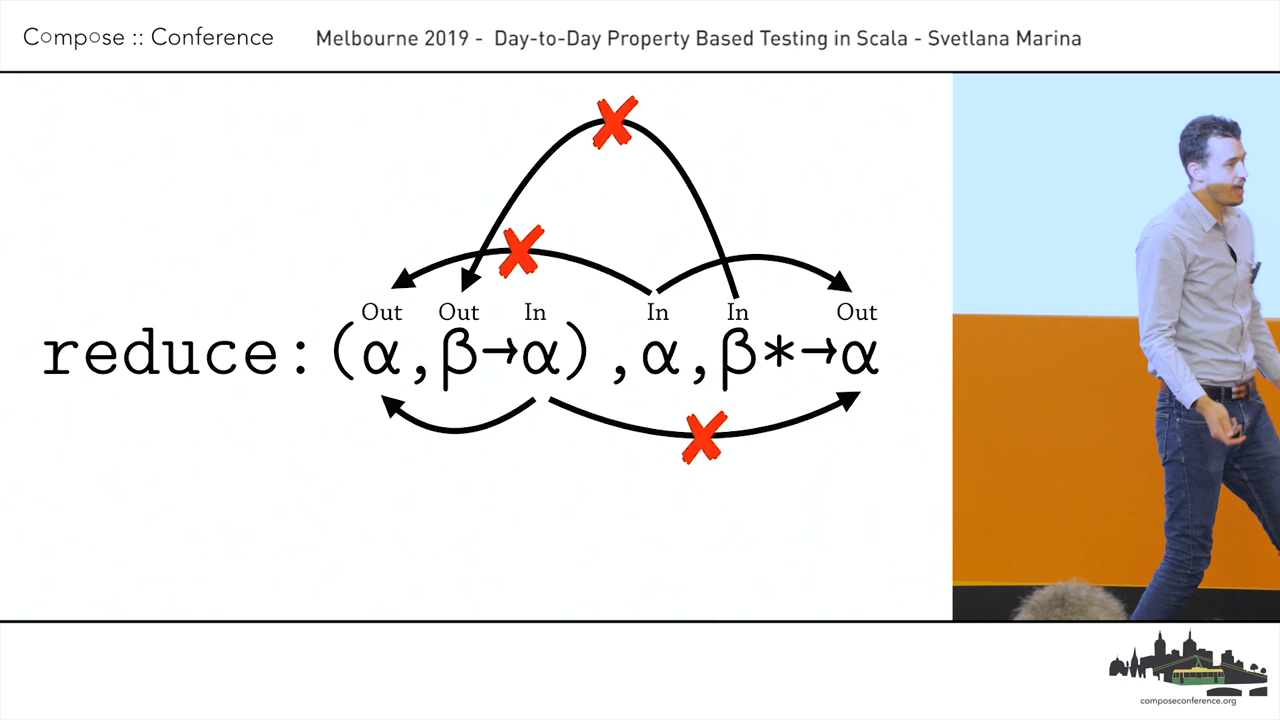 Compose :: Conference
Melbourne 2019 - Day-to-Day Property Based Testing in Scala - Svetlana Marina
Out Out In In In Out
reduce:(α,β→α),α,β*→α
composeconference.org